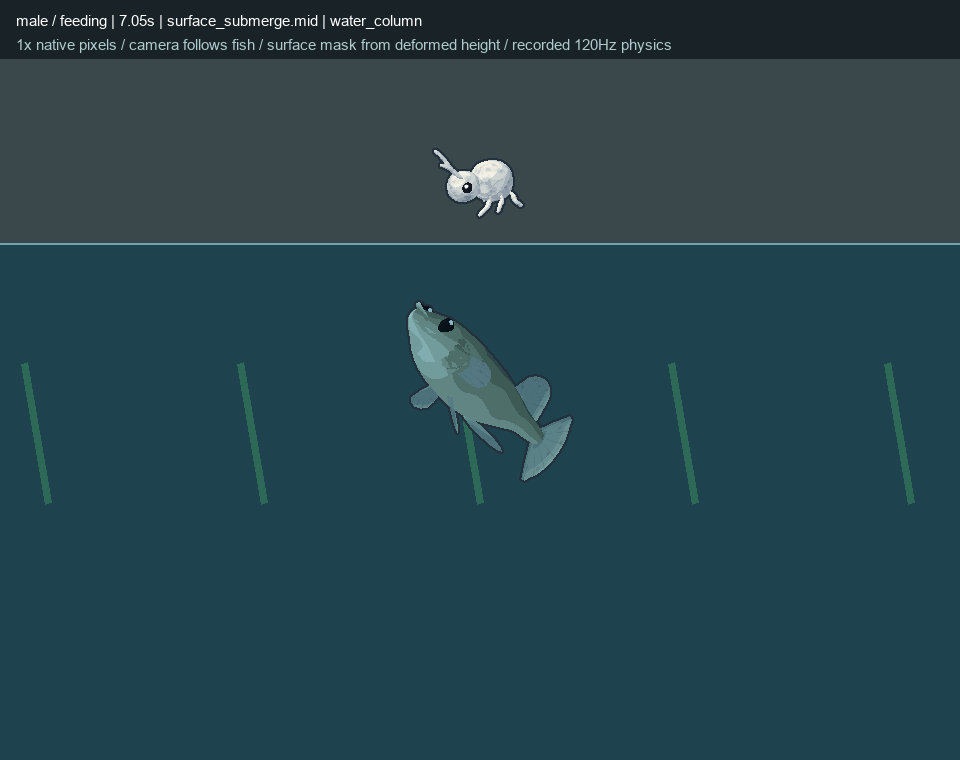 male / feeding | 7.05s | surface_submerge.mid | water_column
1x native pixels / camera follows fish / surface mask from deformed height / recorded 120Hz physics